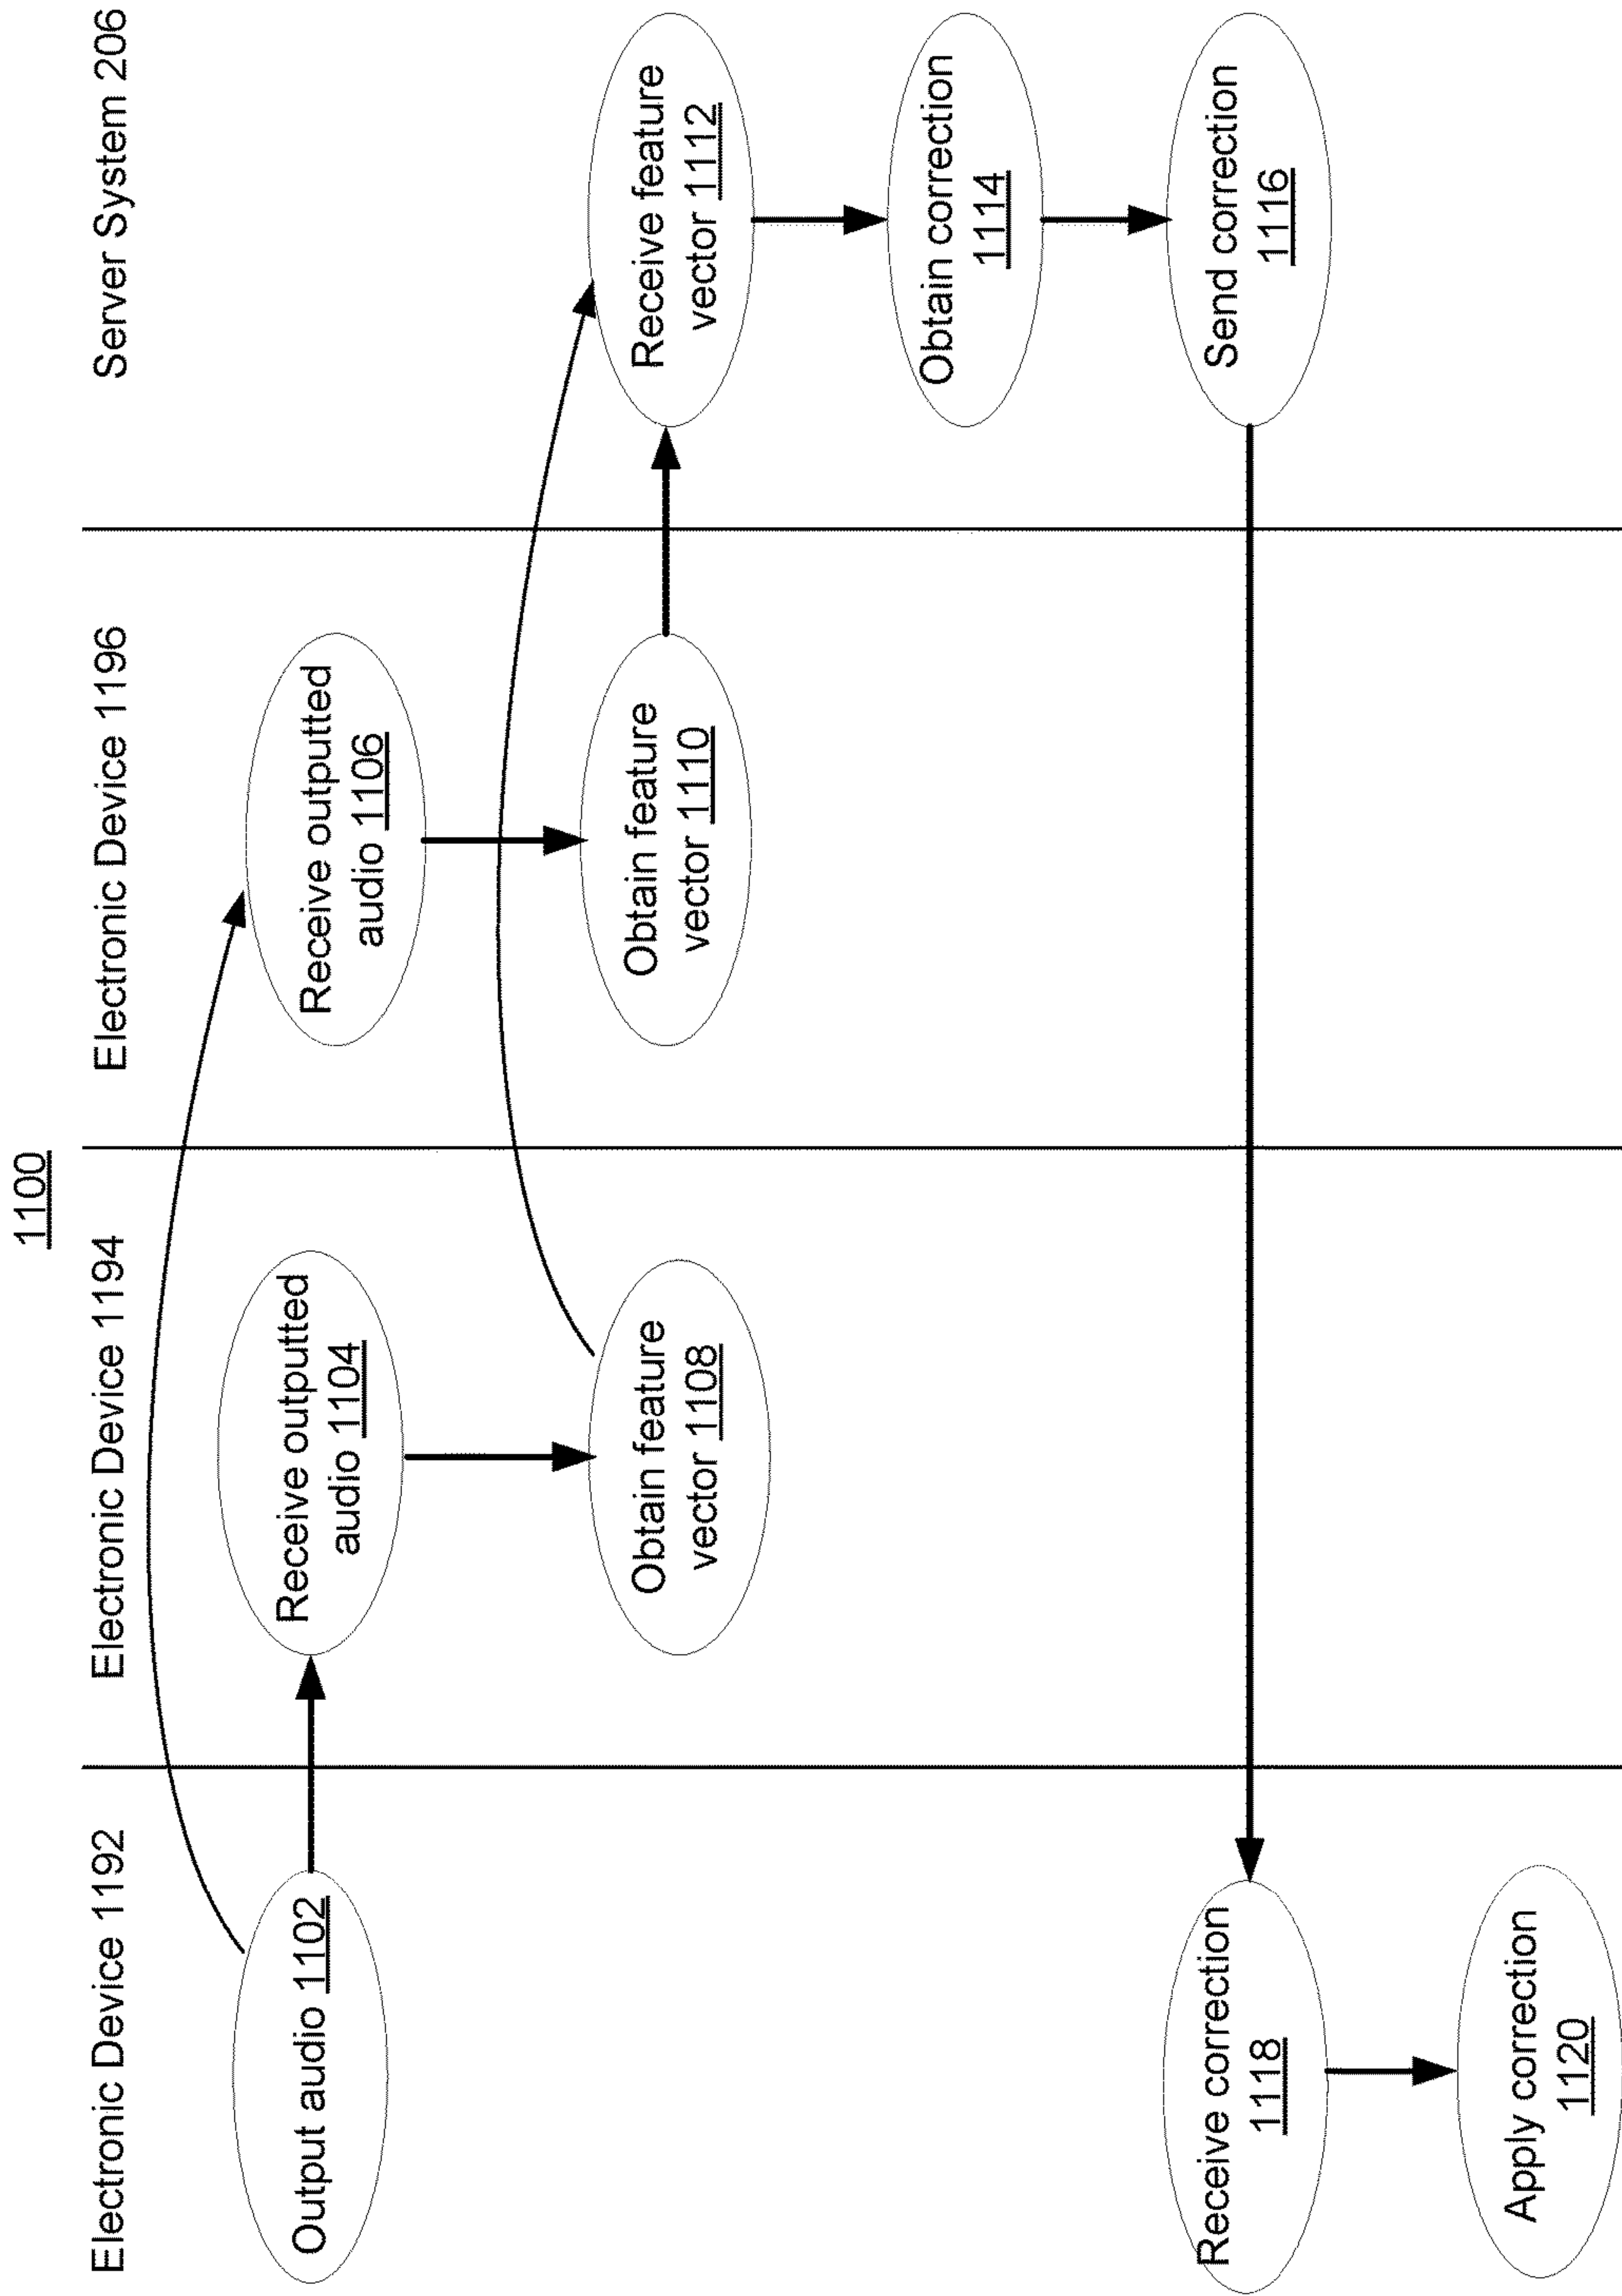 1100
Electronic Device 1192
Electronic Device 1194
Electronic Device 1196
Server System 206
Output audio 1102
Receive outputted
audio 1104
Receive outputted
audio 1106
Obtain feature
vector 1108
Obtain feature
vector 1110
Receive feature
vector 1112
Obtain correction
1114
Send correction
1116
Receive correction
1118
Apply correction
1120